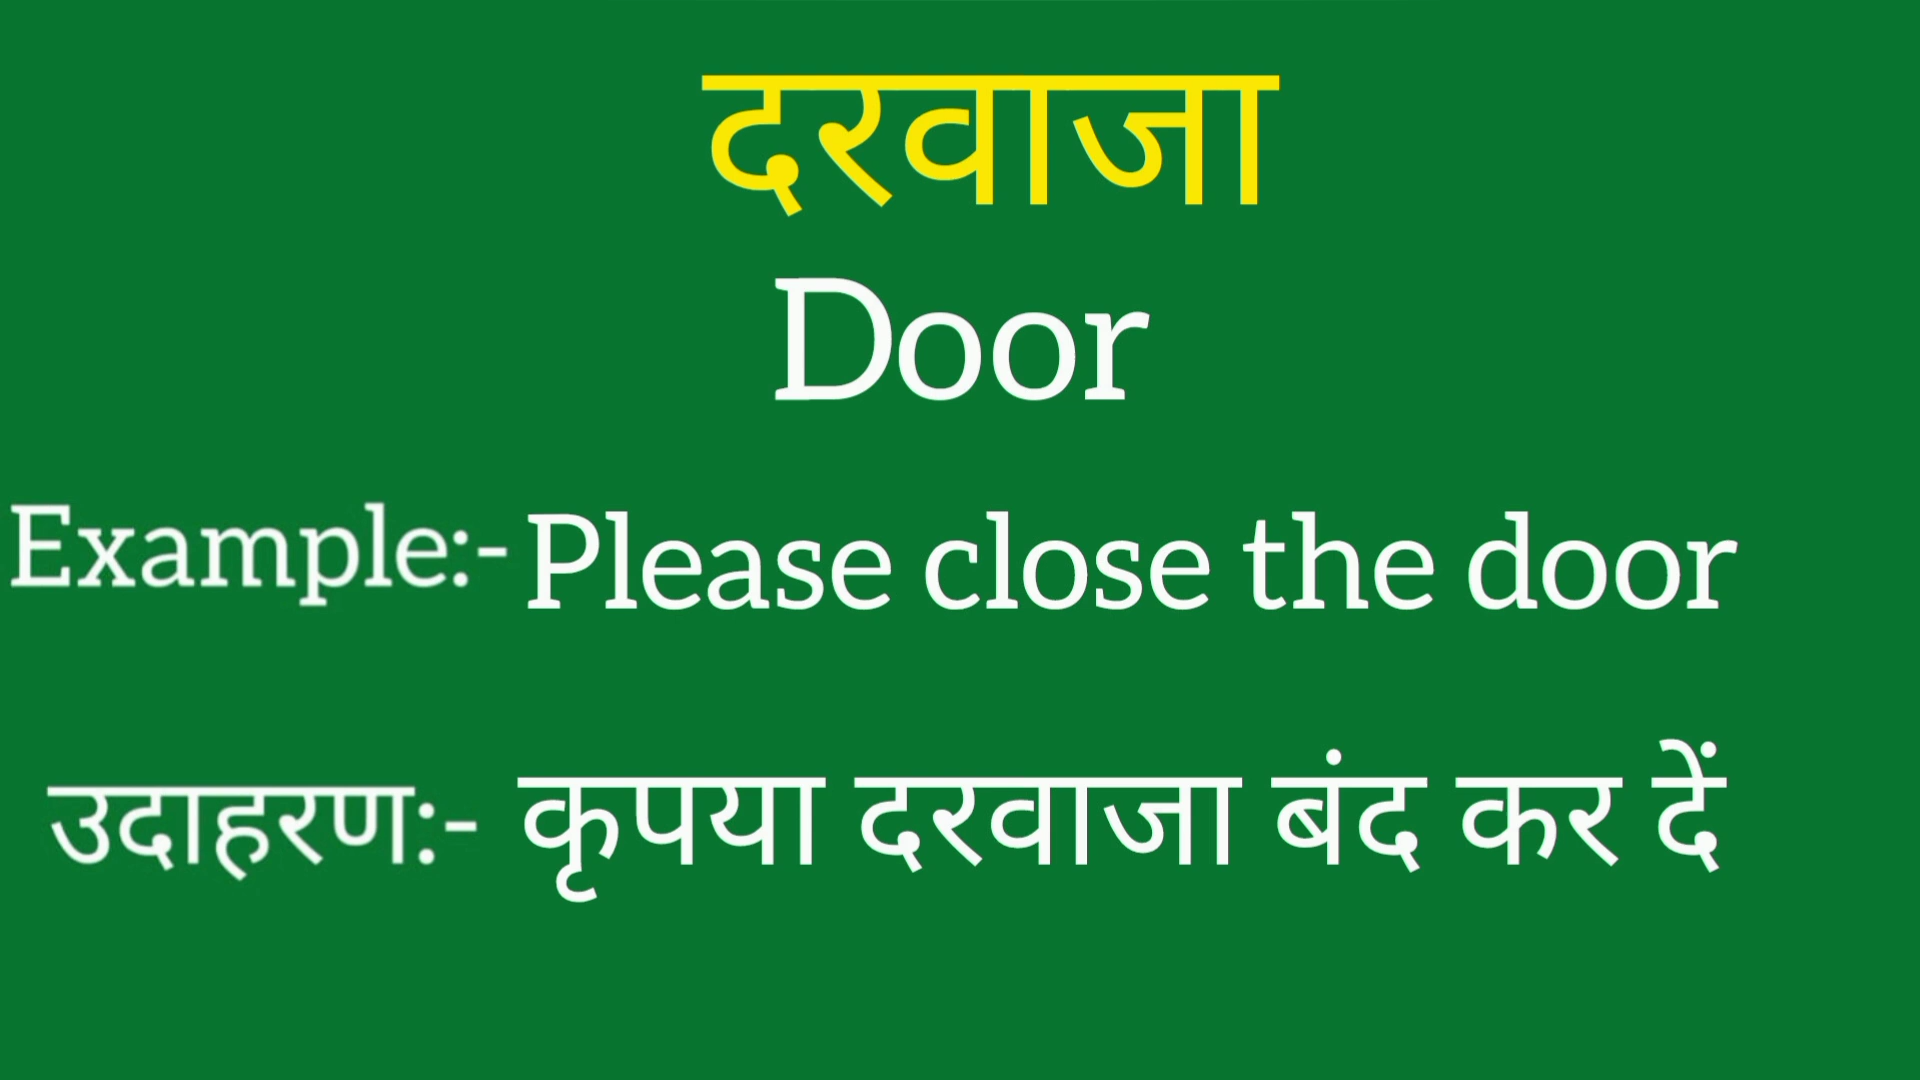 दरवाजा
Door
Example:- Please close the door
उदाहरण:- कृपया दरवाजा बंद कर दें